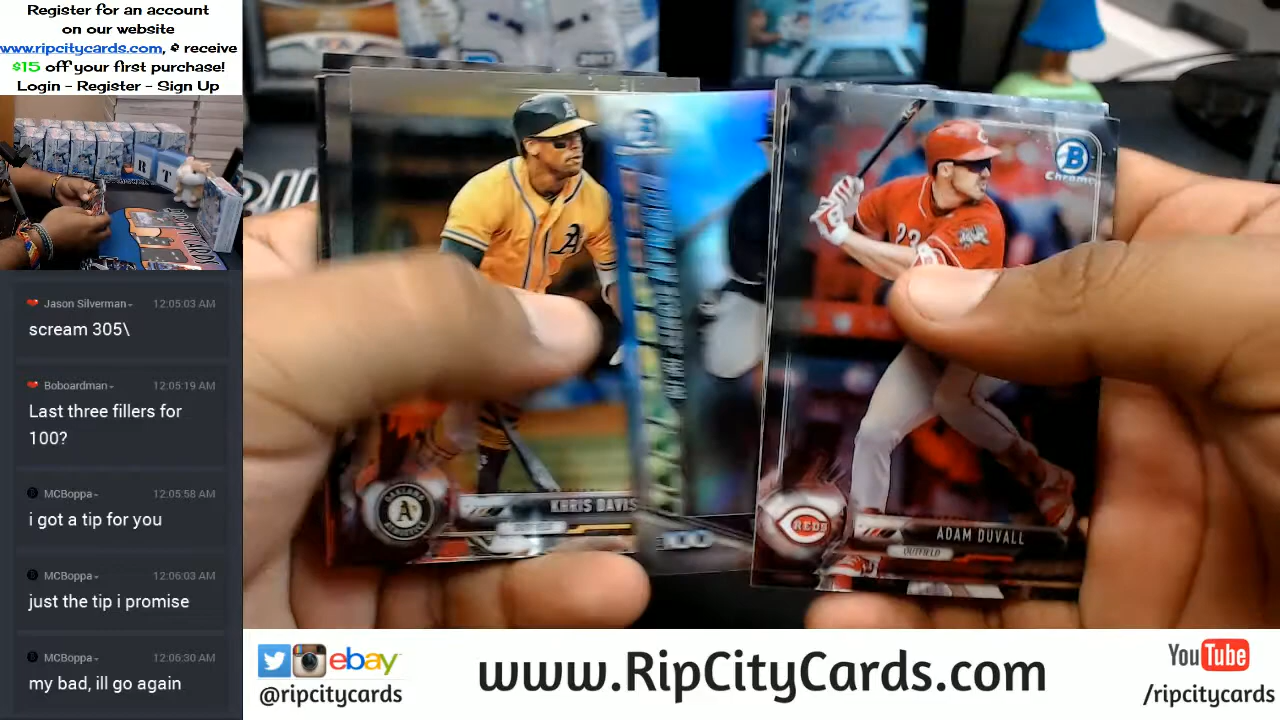 Register for an account
on our website
www.ripcitycards.com, & receive
$15 off your first purchase!
Login - Register - Sign Up
Jason Silverman 12:05:03 AM
scream 305\
Boboardman 12:05:19 AM
Last three fillers for
100?
MCBoppa 12:05:58 AM
i got a tip for you
MCBoppa 12:06:03 AM
just the tip i promise
MCBoppa 12:06:30 AM
my bad, ill go again
A
KHRIS DAVIS
B
100
23
B
Chrome
REDS
ADAM DUVALL
OUTFIELD
ebay
@ripcitycards
www.RipCityCards.com
YouTube
/ripcitycards